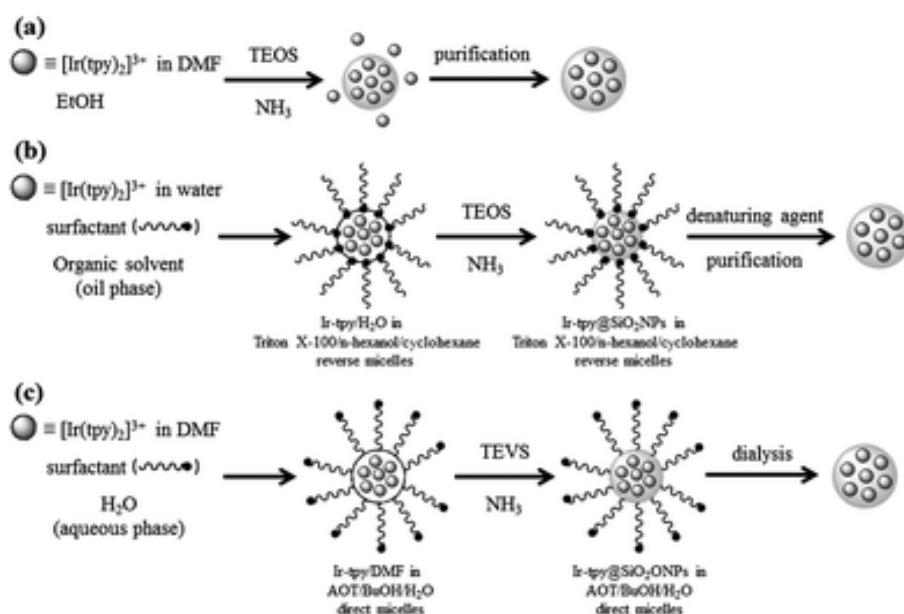 (a)
≡ [Ir(tpy)₂]³⁺ in DMF
EtOH
TEOS
NH₃
purification
(b)
≡ [Ir(tpy)₂]³⁺ in water
surfactant ( )
Organic solvent
(oil phase)
TEOS
NH₃
denaturing agent
purification
Ir-tpy/H₂O in
Triton X-100/n-hexanol/cyclohexane
reverse micelles
Ir-tpy@SiO₂NPs in
Triton X-100/n-hexanol/cyclohexane
reverse micelles
(c)
≡ [Ir(tpy)₂]³⁺ in DMF
surfactant ( )
H₂O
(aqueous phase)
TEVS
NH₃
dialysis
Ir-tpy/DMF in
AOT/BuOH/H₂O
direct micelles
Ir-tpy@SiO₂ONPs in
AOT/BuOH/H₂O
direct micelles